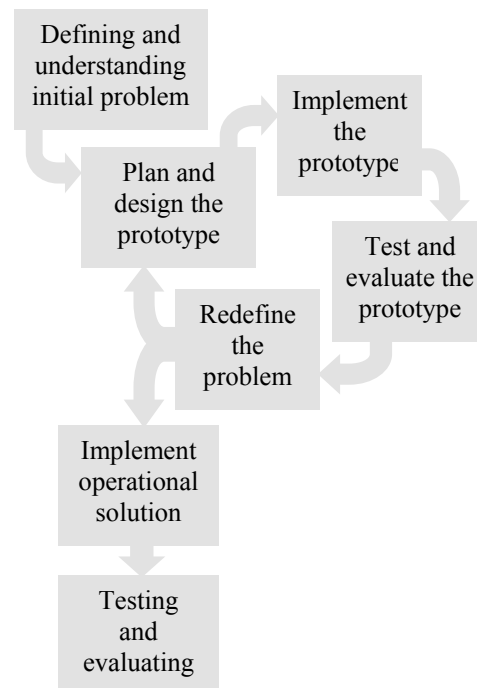 Defining and
understanding
initial problem
Plan and
design the
prototype
Implement
the
prototype
Test and
evaluate the
prototype
Redefine
the
problem
Implement
operational
solution
Testing
and
evaluating